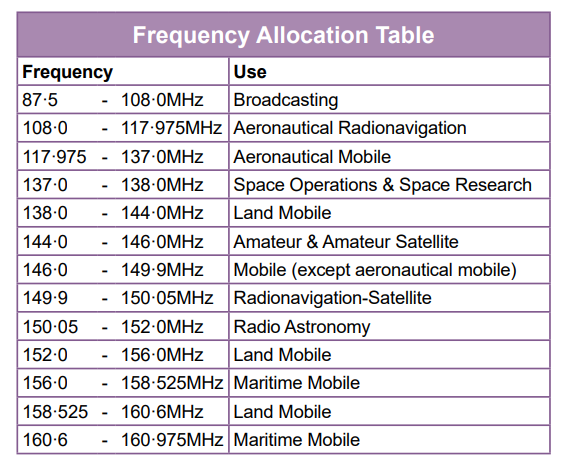 Frequency Allocation Table
Frequency Use
87·5 - 108·0MHz Broadcasting
108·0 - 117·975MHz Aeronautical Radionavigation
117·975 - 137·0MHz Aeronautical Mobile
137·0 - 138·0MHz Space Operations & Space Research
138·0 - 144·0MHz Land Mobile
144·0 - 146·0MHz Amateur & Amateur Satellite
146·0 - 149·9MHz Mobile (except aeronautical mobile)
149·9 - 150·05MHz Radionavigation-Satellite
150·05 - 152·0MHz Radio Astronomy
152·0 - 156·0MHz Land Mobile
156·0 - 158·525MHz Maritime Mobile
158·525 - 160·6MHz Land Mobile
160·6 - 160·975MHz Maritime Mobile